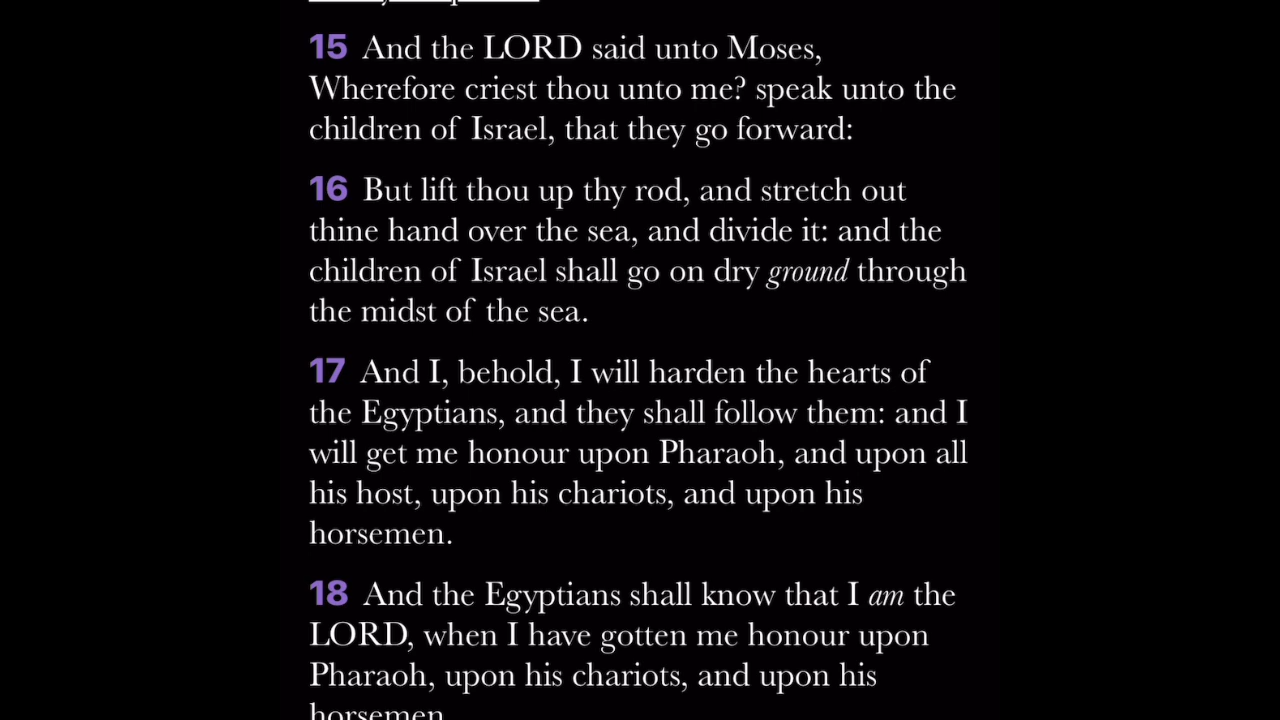 15 And the LORD said unto Moses,
Wherefore criest thou unto me? speak unto the
children of Israel, that they go forward:
16 But lift thou up thy rod, and stretch out
thine hand over the sea, and divide it: and the
children of Israel shall go on dry ground through
the midst of the sea.
17 And I, behold, I will harden the hearts of
the Egyptians, and they shall follow them: and I
will get me honour upon Pharaoh, and upon all
his host, upon his chariots, and upon his
horsemen.
18 And the Egyptians shall know that I am the
LORD, when I have gotten me honour upon
Pharaoh, upon his chariots, and upon his
horsemen